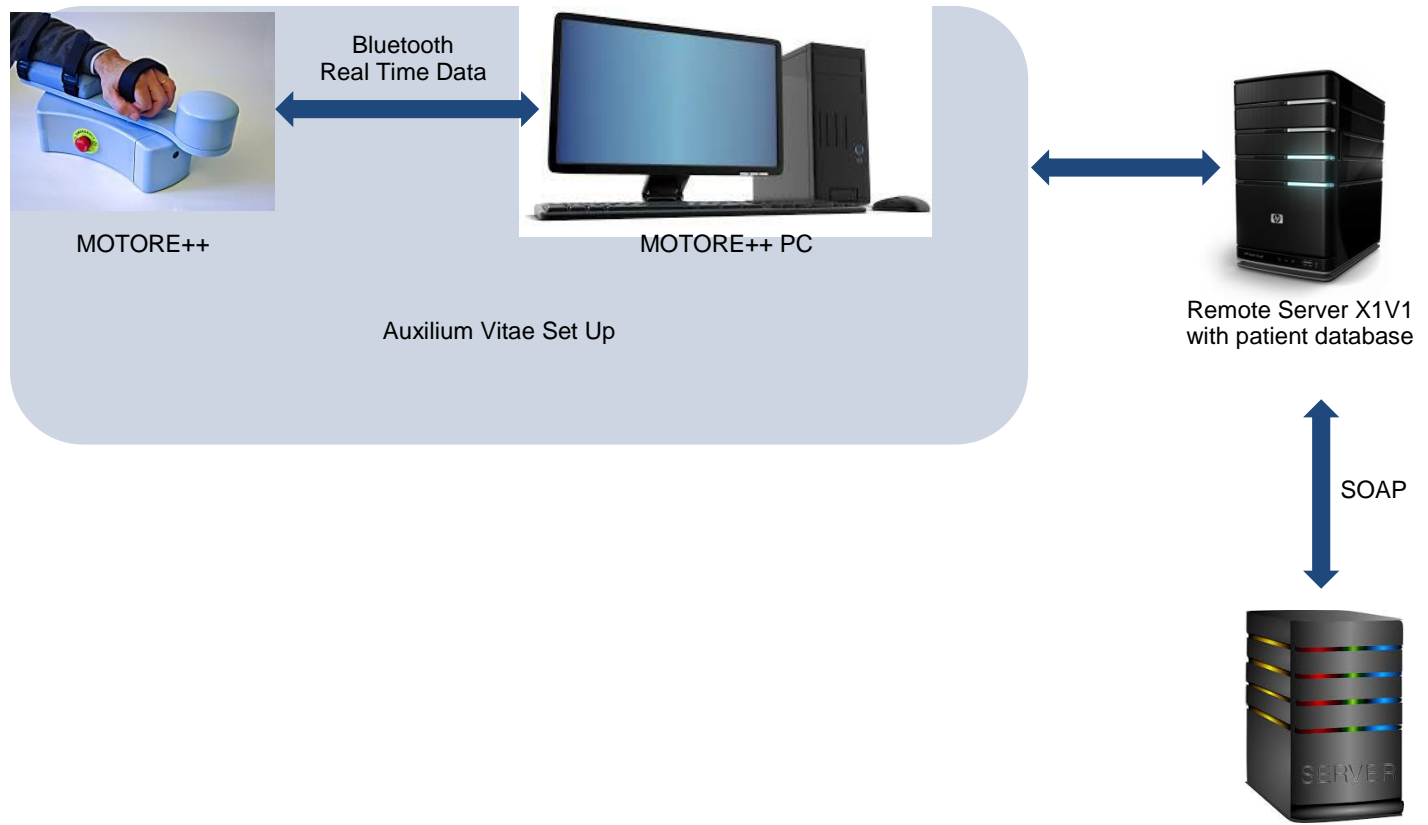 Bluetooth
Real Time Data
MOTORE++
MOTORE++ PC
Auxilium Vitae Set Up
hp
Remote Server X1V1
with patient database
SOAP
SERVER